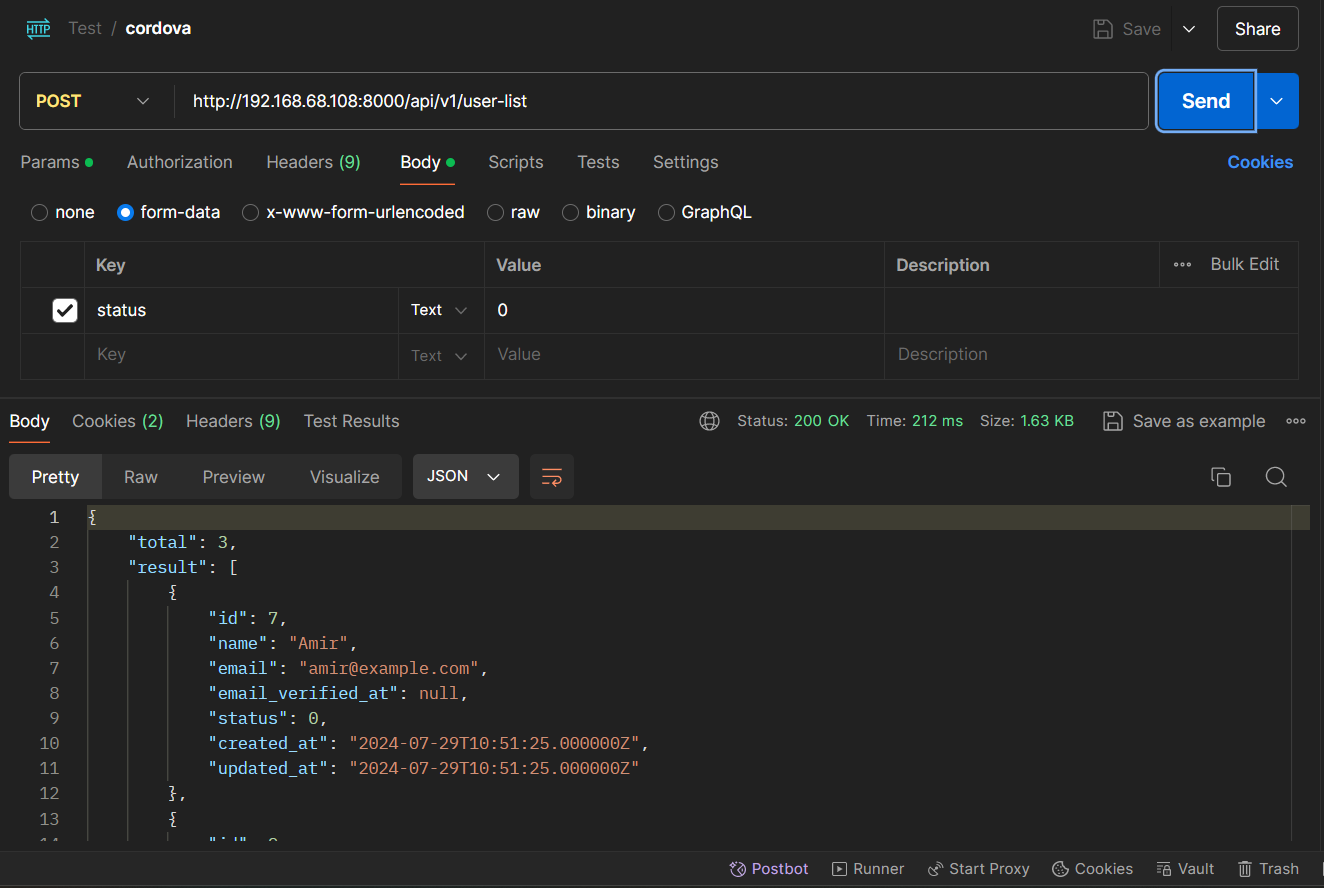 HTTP Test / cordova Save Share
POST http://192.168.68.108:8000/api/v1/user-list Send
Params Authorization Headers (9) Body Scripts Tests Settings Cookies
none form-data x-www-form-urlencoded raw binary GraphQL
Key Value Description ••• Bulk Edit
status Text 0
Key Text Value Description
Body Cookies (2) Headers (9) Test Results Status: 200 OK Time: 212 ms Size: 1.63 KB Save as example •••
Pretty Raw Preview Visualize JSON
1 {
2 "total": 3,
3 "result": [
4 {
5 "id": 7,
6 "name": "Amir",
7 "email": "amir@example.com",
8 "email_verified_at": null,
9 "status": 0,
10 "created_at": "2024-07-29T10:51:25.000000Z",
11 "updated_at": "2024-07-29T10:51:25.000000Z"
12 },
13 {
Postbot Runner Start Proxy Cookies Vault Trash